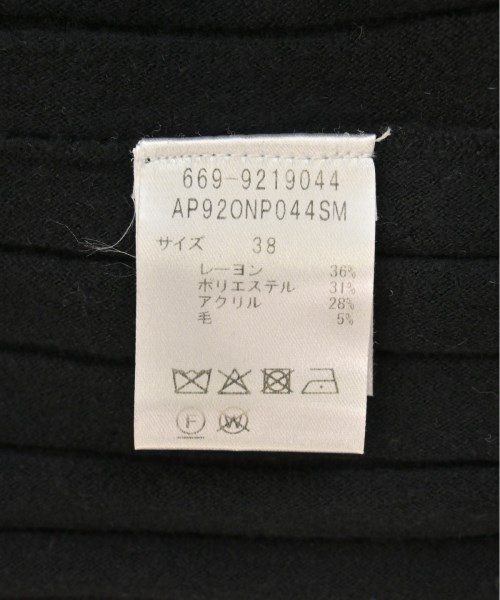 669-9219044
AP920NP044SM
サイズ 38
レーヨン 36%
ポリエステル 31%
アクリル 28%
毛 5%
F W